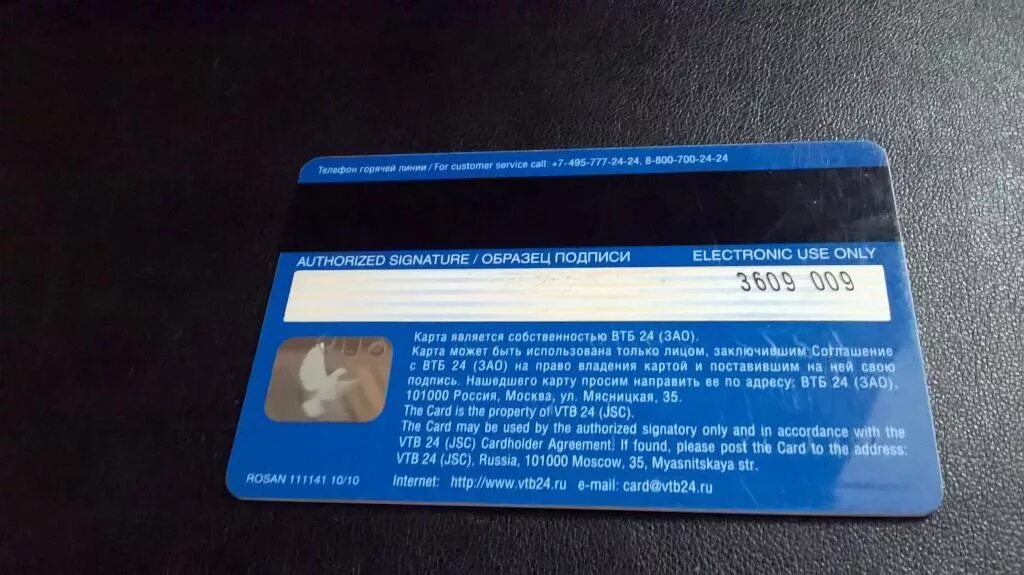 Телефон горячей линии / For customer service call: +7-495-777-24-24, 8-800-700-24-24
AUTHORIZED SIGNATURE / ОБРАЗЕЦ ПОДПИСИ ELECTRONIC USE ONLY
3609 009
Карта является собственностью ВТБ 24 (ЗАО).
Карта может быть использована только лицом, заключившим Соглашение
с ВТБ 24 (ЗАО) на право владения картой и поставившим на ней свою
подпись. Нашедшего карту просим направить ее по адресу: ВТБ 24 (ЗАО),
101000 Россия, Москва, ул. Мясницкая, 35.
The Card is the property of VTB 24 (JSC).
The Card may be used by the authorized signatory only and in accordance with the
VTB 24 (JSC) Cardholder Agreement. If found, please post the Card to the address:
VTB 24 (JSC), Russia, 101000 Moscow, 35, Myasnitskaya str.
ROSAN 111141 10/10 Internet: http://www.vtb24.ru e-mail: card@vtb24.ru